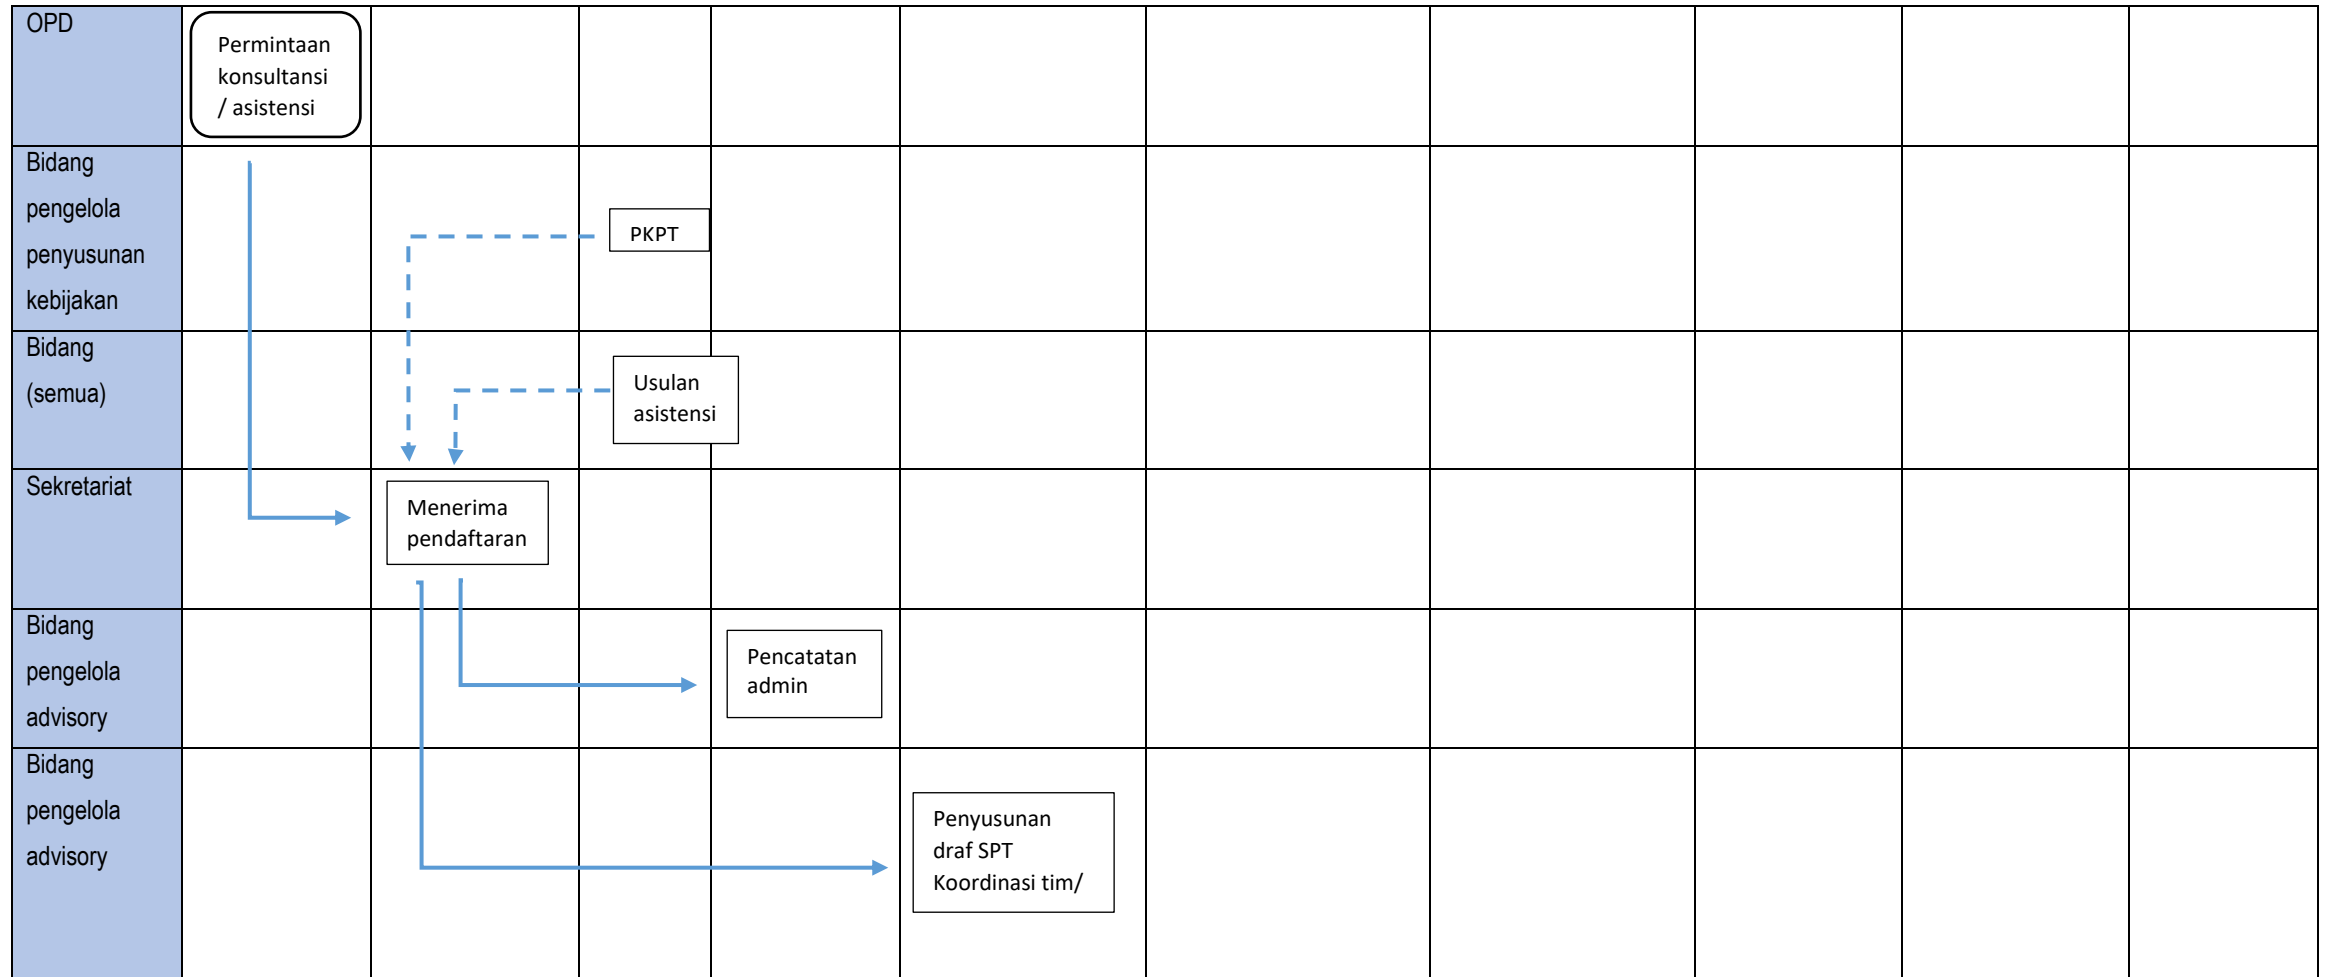 OPD
Permintaan
konsultansi
/ asistensi
Bidang
pengelola
penyusunan
kebijakan
PKPT
Bidang
(semua)
Usulan
asistensi
Sekretariat
Menerima
pendaftaran
Bidang
pengelola
advisory
Pencatatan
admin
Bidang
pengelola
advisory
Penyusunan
draf SPT
Koordinasi tim/